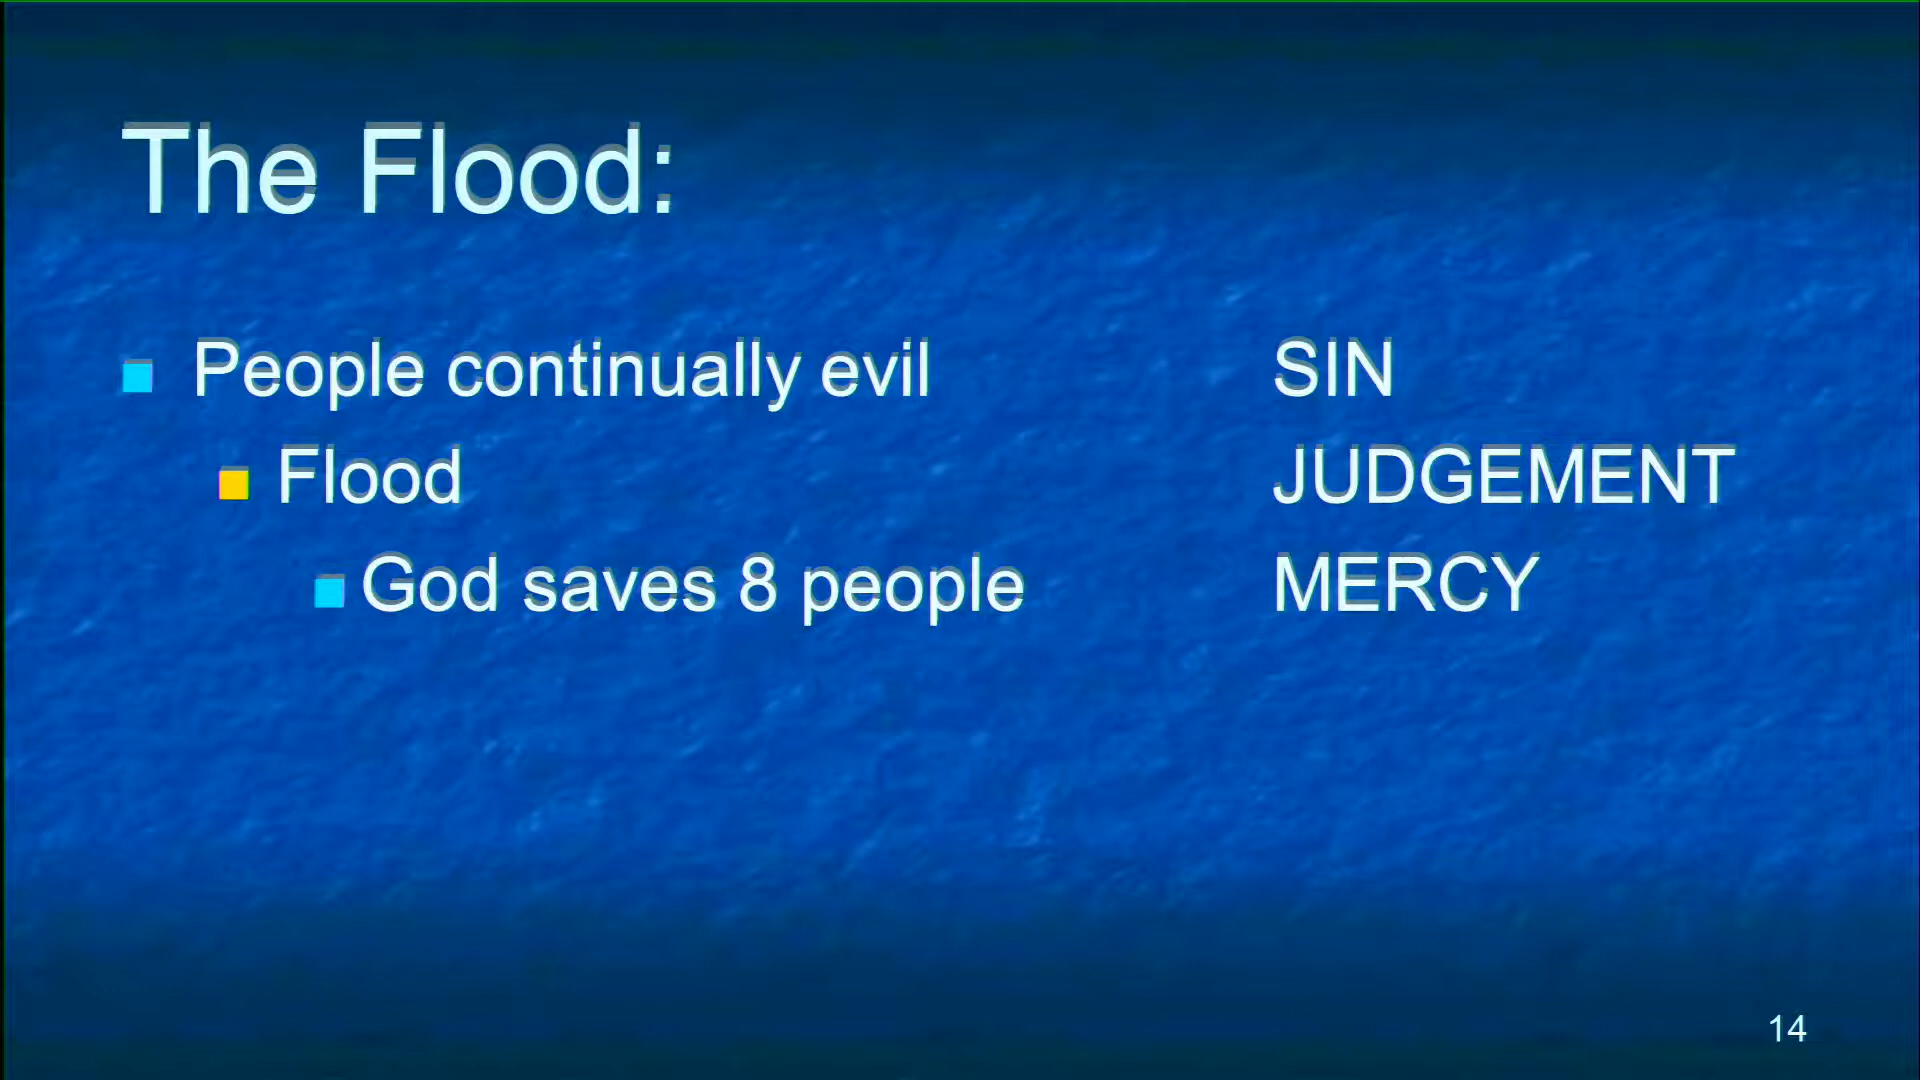 The Flood:
People continually evil SIN
Flood JUDGEMENT
God saves 8 people MERCY
14